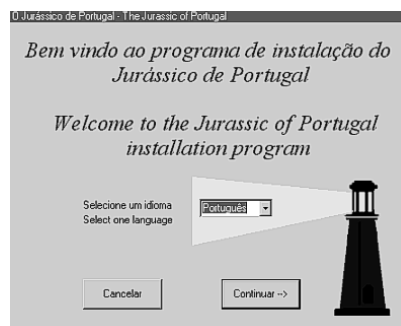 O Jurássico de Portugal - The Jurassic of Portugal
Bem vindo ao programa de instalação do
Jurássico de Portugal
Welcome to the Jurassic of Portugal
installation program
Selecione um idioma
Select one language
Português
Cancelar
Continuar -->